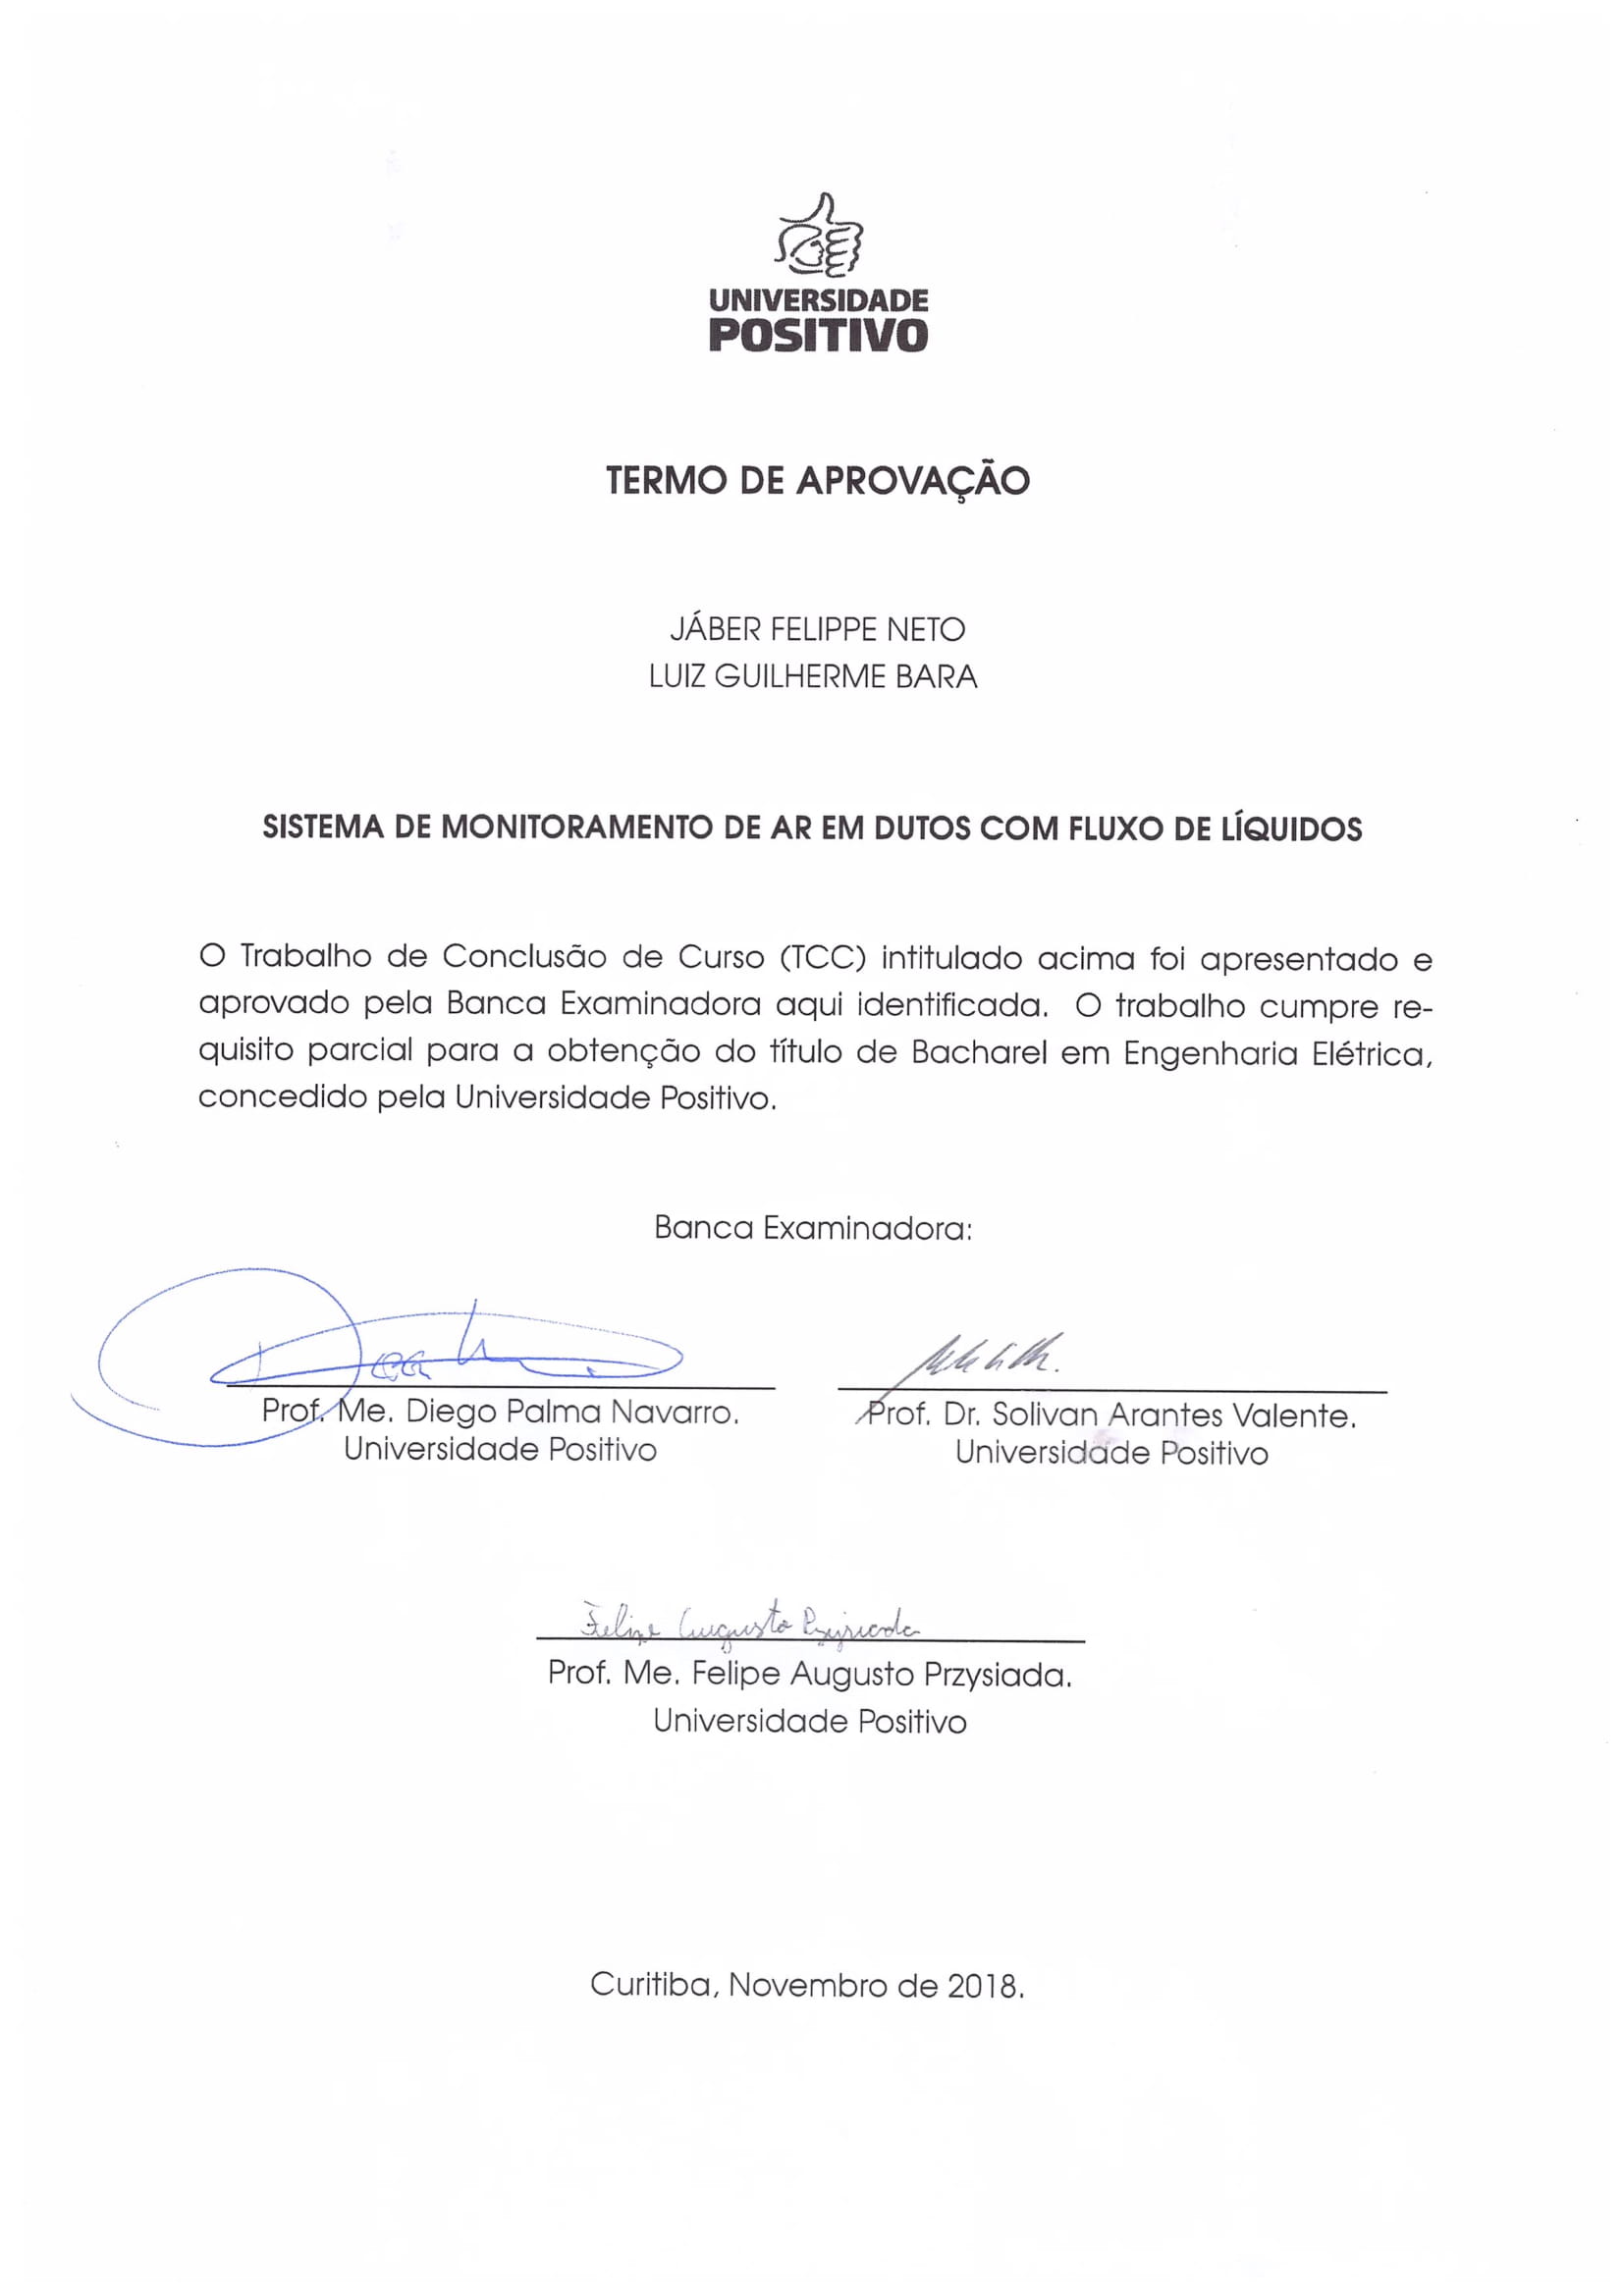 UNIVERSIDADE
POSITIVO
TERMO DE APROVAÇÃO
JÁBER FELIPPE NETO
LUIZ GUILHERME BARA
SISTEMA DE MONITORAMENTO DE AR EM DUTOS COM FLUXO DE LÍQUIDOS
O Trabalho de Conclusão de Curso (TCC) intitulado acima foi apresentado e
aprovado pela Banca Examinadora aqui identificada. O trabalho cumpre re-
quisito parcial para a obtenção do título de Bacharel em Engenharia Elétrica,
concedido pela Universidade Positivo.
Banca Examinadora:
Prof. Me. Diego Palma Navarro.
Universidade Positivo
Prof. Dr. Solivan Arantes Valente.
Universidade Positivo
Felipe Augusto Przysiada
Prof. Me. Felipe Augusto Przysiada.
Universidade Positivo
Curitiba, Novembro de 2018.